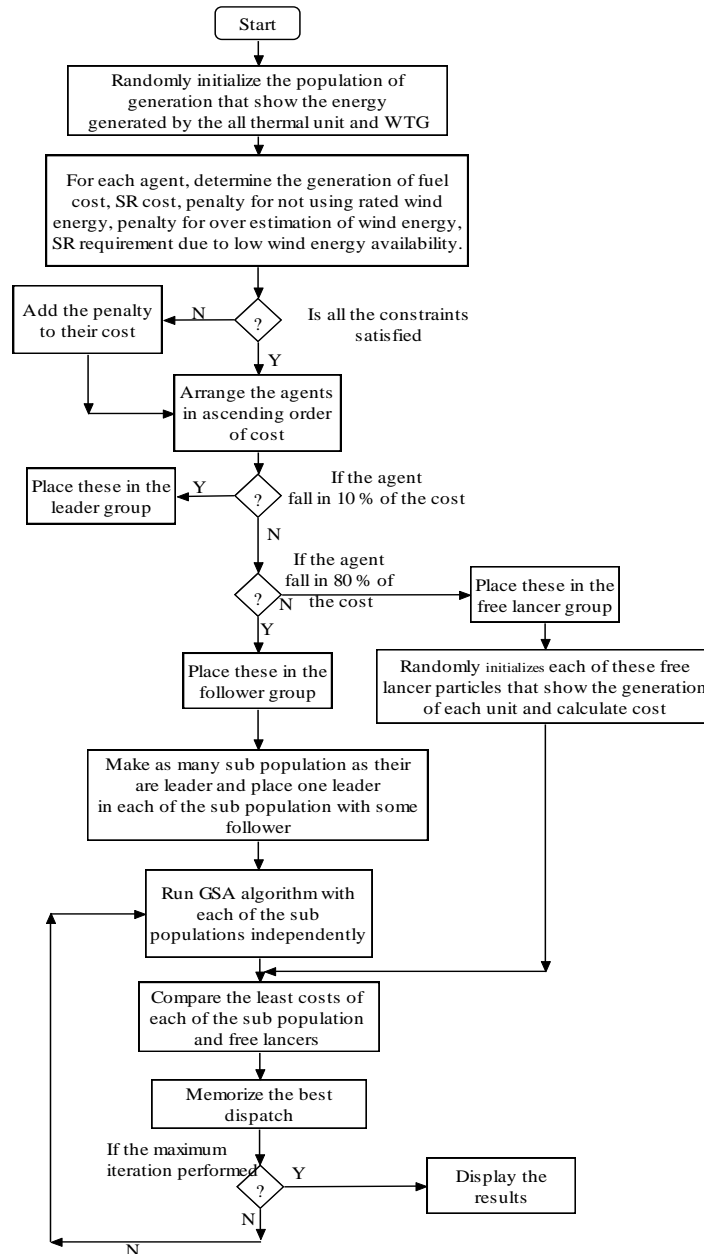 Start
Randomly initialize the population of
generation that show the energy
generated by the all thermal unit and WTG
For each agent, determine the generation of fuel
cost, SR cost, penalty for not using rated wind
energy, penalty for over estimation of wind energy,
SR requirement due to low wind energy availability.
Add the penalty
to their cost
N
?
Is all the constraints
satisfied
Y
Arrange the agents
in ascending order
of cost
Place these in the
leader group
Y
?
If the agent
fall in 10 % of the cost
N
If the agent
fall in 80 % of
the cost
?
N
Place these in the
free lancer group
Y
Place these in the
follower group
Randomly initializes each of these free
lancer particles that show the generation
of each unit and calculate cost
Make as many sub population as their
are leader and place one leader
in each of the sub population with some
follower
Run GSA algorithm with
each of the sub
populations independently
Compare the least costs of
each of the sub population
and free lancers
Memorize the best
dispatch
If the maximum
iteration performed
?
Y
Display the
results
N
N